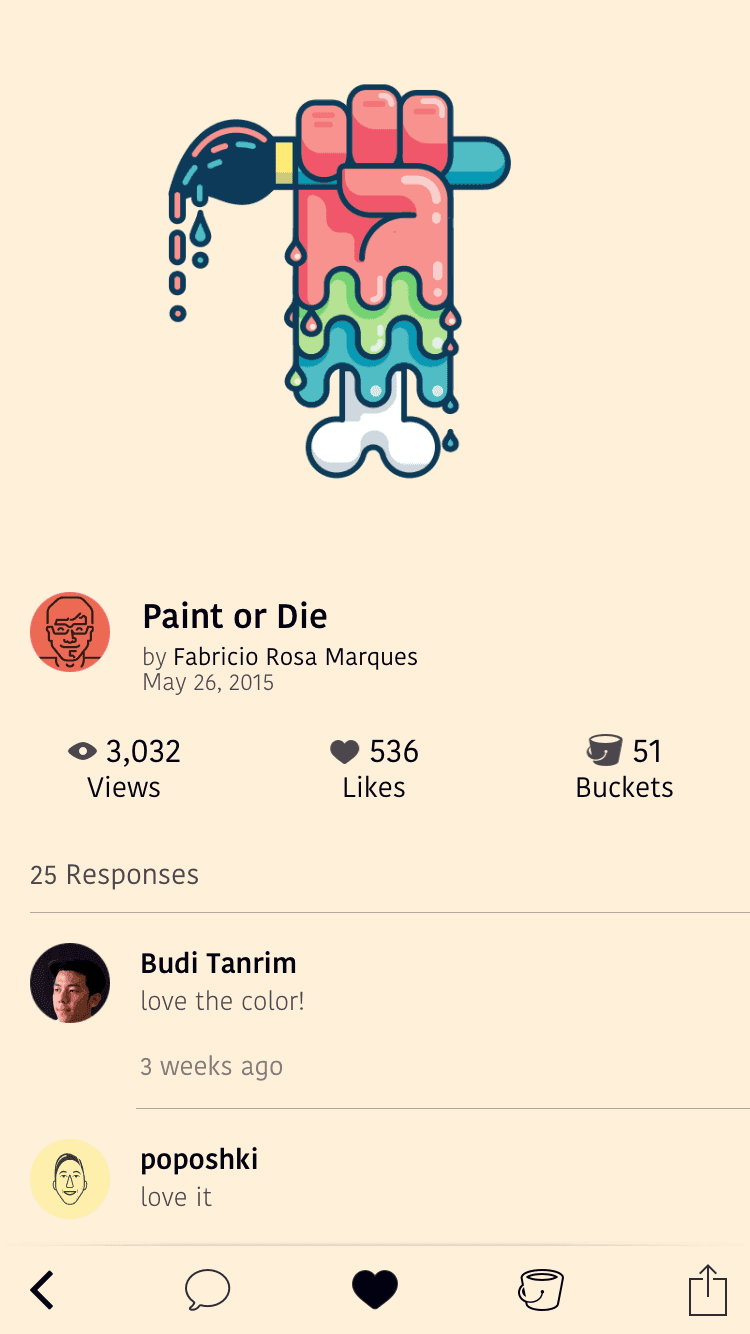 Paint or Die
by Fabricio Rosa Marques
May 26, 2015
3,032
Views
536
Likes
51
Buckets
25 Responses
Budi Tanrim
love the color!
3 weeks ago
poposhki
love it